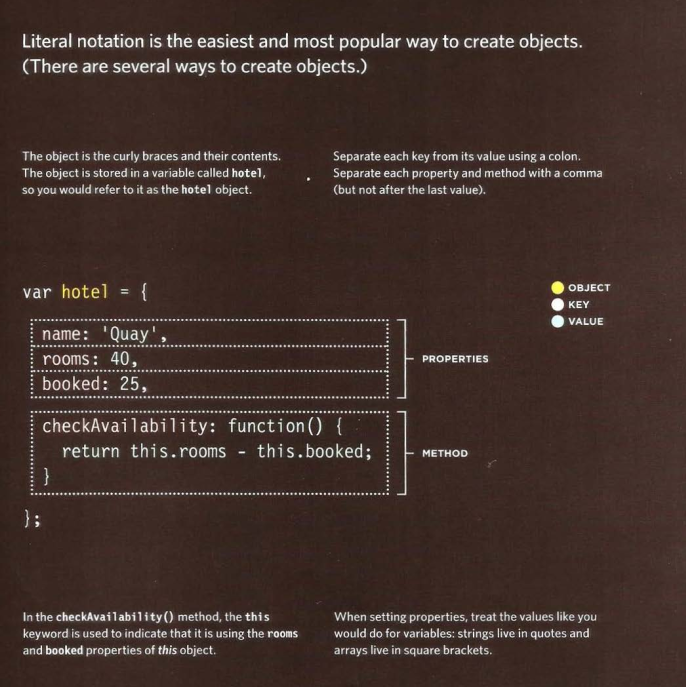 Literal notation is the easiest and most popular way to create objects.
(There are several ways to create objects.)
The object is the curly braces and their contents.
The object is stored in a variable called hotel,
so you would refer to it as the hotel object.
Separate each key from its value using a colon.
Separate each property and method with a comma
(but not after the last value).
var hotel = {
name: 'Quay',
rooms: 40,
booked: 25,
checkAvailability: function() {
return this.rooms - this.booked;
}
};
OBJECT
KEY
VALUE
PROPERTIES
METHOD
In the checkAvailability() method, the this
keyword is used to indicate that it is using the rooms
and booked properties of this object.
When setting properties, treat the values like you
would do for variables: strings live in quotes and
arrays live in square brackets.